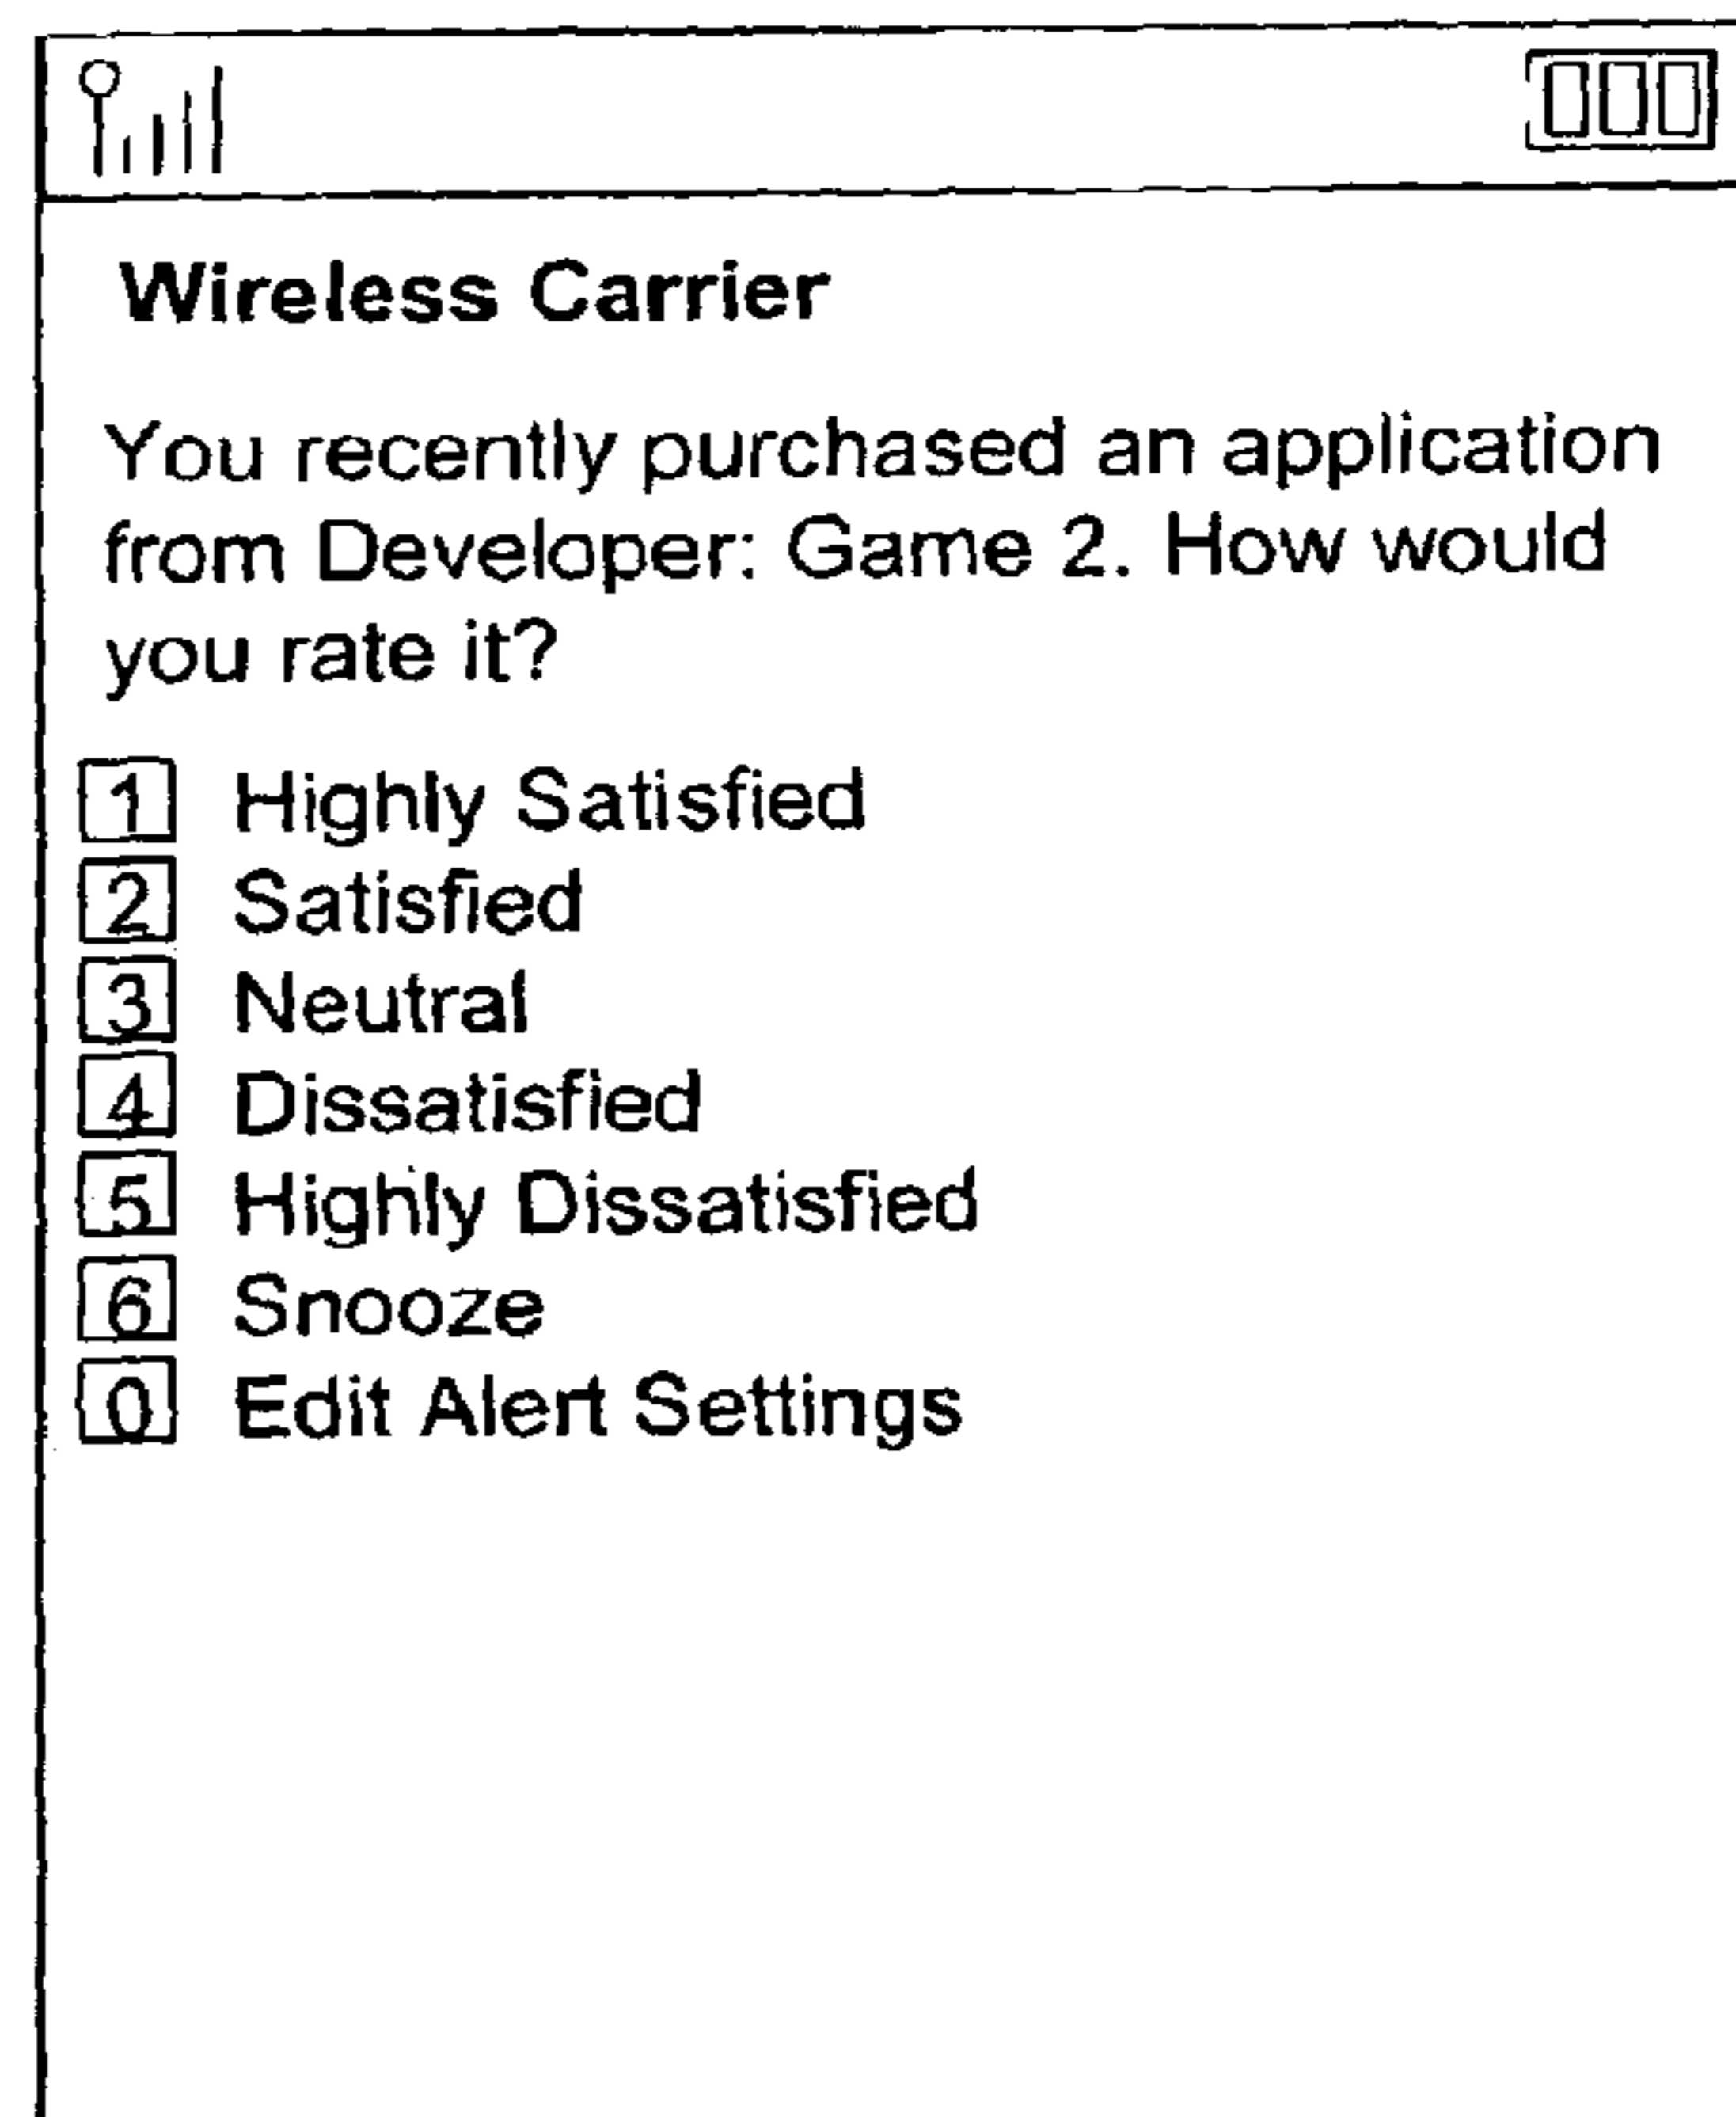 Wireless Carrier
You recently purchased an application
from Developer: Game 2. How would
you rate it?
1 Highly Satisfied
2 Satisfied
3 Neutral
4 Dissatisfied
5 Highly Dissatisfied
6 Snooze
0 Edit Alert Settings